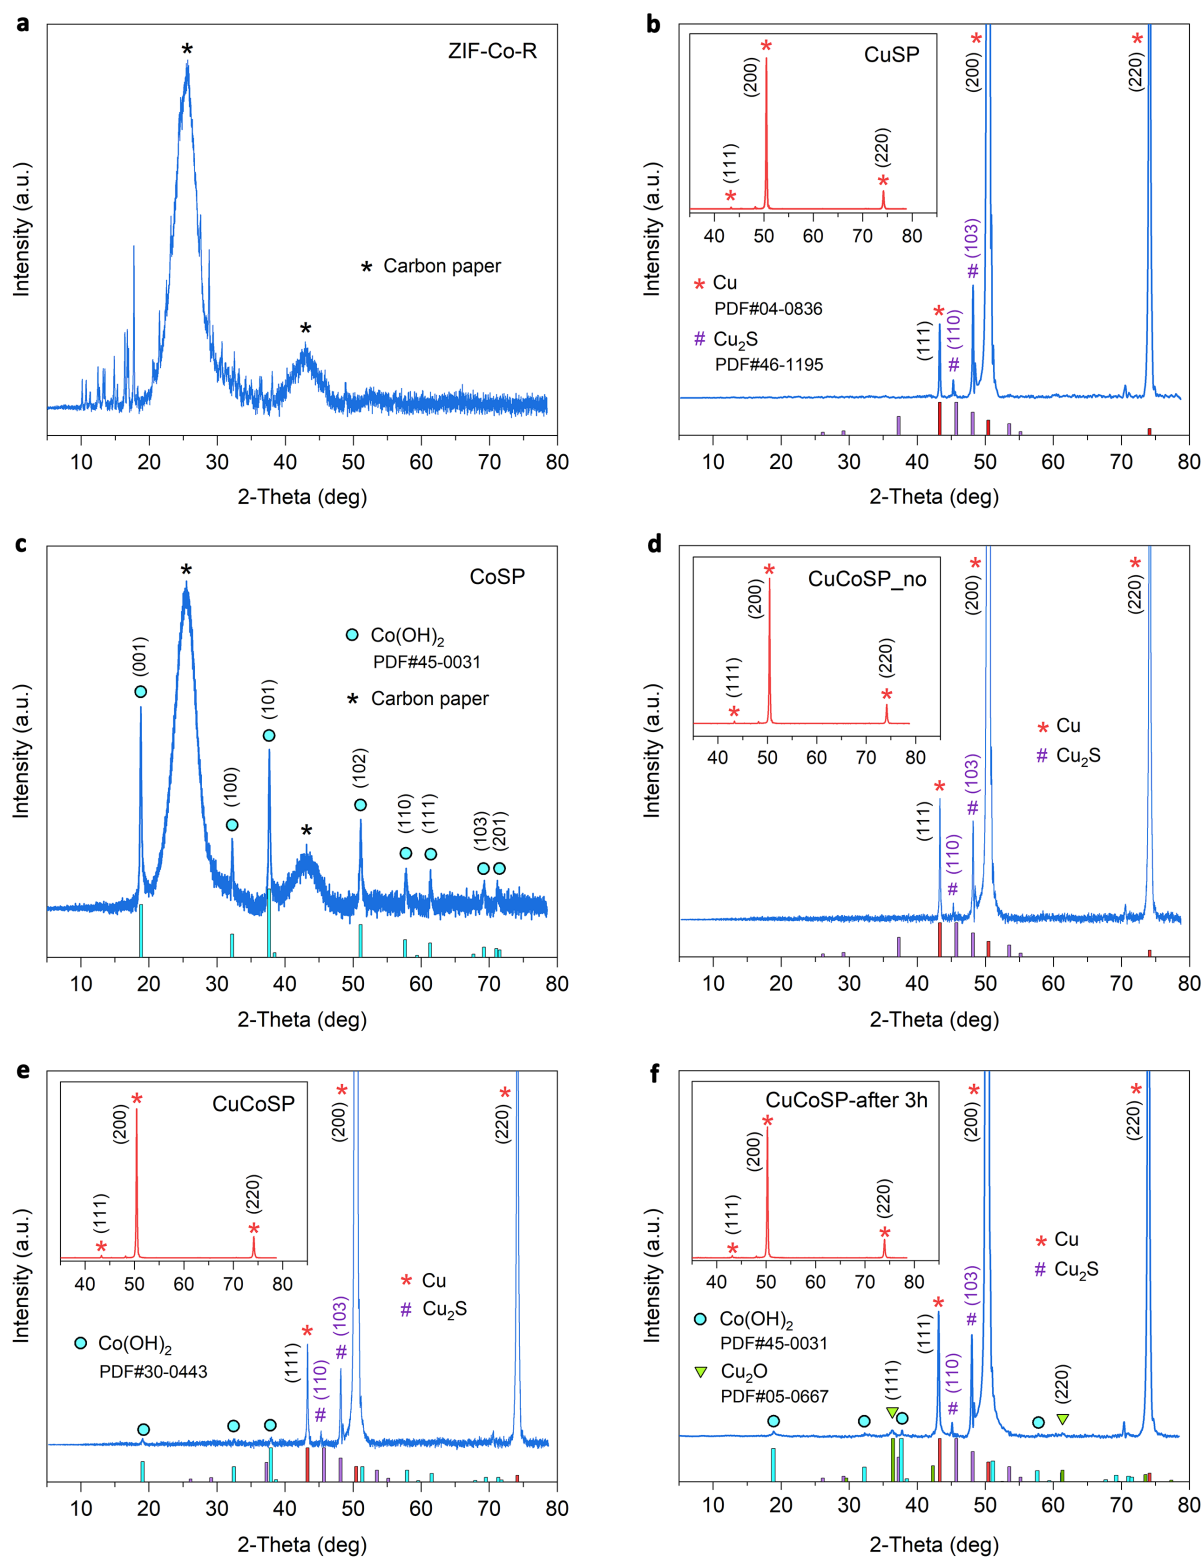 a
ZIF-Co-R
*
*
* Carbon paper
Intensity (a.u.)
10 20 30 40 50 60 70 80
2-Theta (deg)
b
CuSP
(111)
(200)
(220)
40 50 60 70 80
* Cu
PDF#04-0836
# Cu₂S
PDF#46-1195
(111)
# (110)
# (103)
(200)
(220)
Intensity (a.u.)
10 20 30 40 50 60 70 80
2-Theta (deg)
c
CoSP
Co(OH)₂
PDF#45-0031
* Carbon paper
(001)
(100)
(101)
(102)
(110)
(111)
(103)
(201)
Intensity (a.u.)
10 20 30 40 50 60 70 80
2-Theta (deg)
d
CuCoSP_no
(111)
(200)
(220)
40 50 60 70 80
* Cu
# Cu₂S
(111)
# (110)
# (103)
(200)
(220)
Intensity (a.u.)
10 20 30 40 50 60 70 80
2-Theta (deg)
e
CuCoSP
(111)
(200)
(220)
40 50 60 70 80
* Cu
# Cu₂S
Co(OH)₂
PDF#30-0443
(111)
# (110)
# (103)
(200)
(220)
Intensity (a.u.)
10 20 30 40 50 60 70 80
2-Theta (deg)
f
CuCoSP-after 3h
(111)
(200)
(220)
40 50 60 70 80
* Cu
# Cu₂S
Co(OH)₂
PDF#45-0031
Cu₂O
PDF#05-0667
(111)
(111)
# (110)
# (103)
(200)
(220)
(220)
Intensity (a.u.)
10 20 30 40 50 60 70 80
2-Theta (deg)